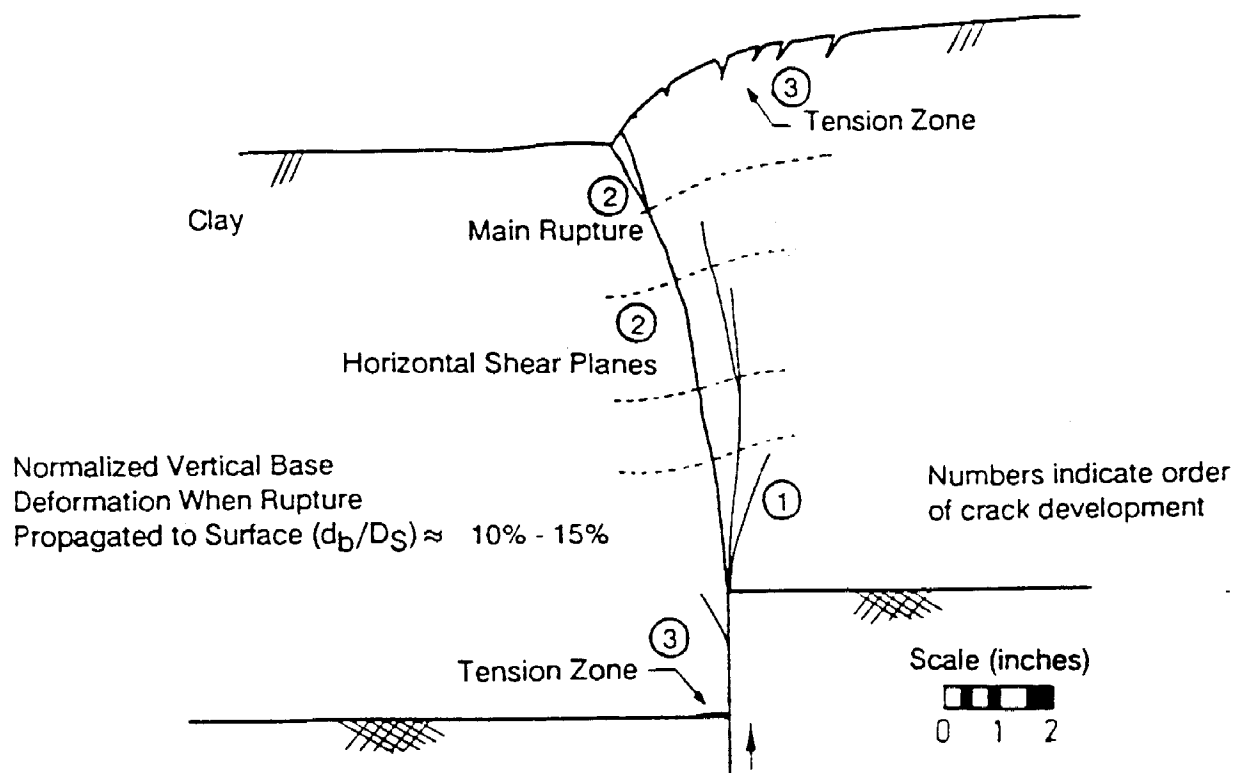 3
Tension Zone
2
Main Rupture
Clay
2
Horizontal Shear Planes
Normalized Vertical Base
Deformation When Rupture
Propagated to Surface (db/DS) ≈ 10% - 15%
1
Numbers indicate order
of crack development
3
Tension Zone
Scale (inches)
0 1 2